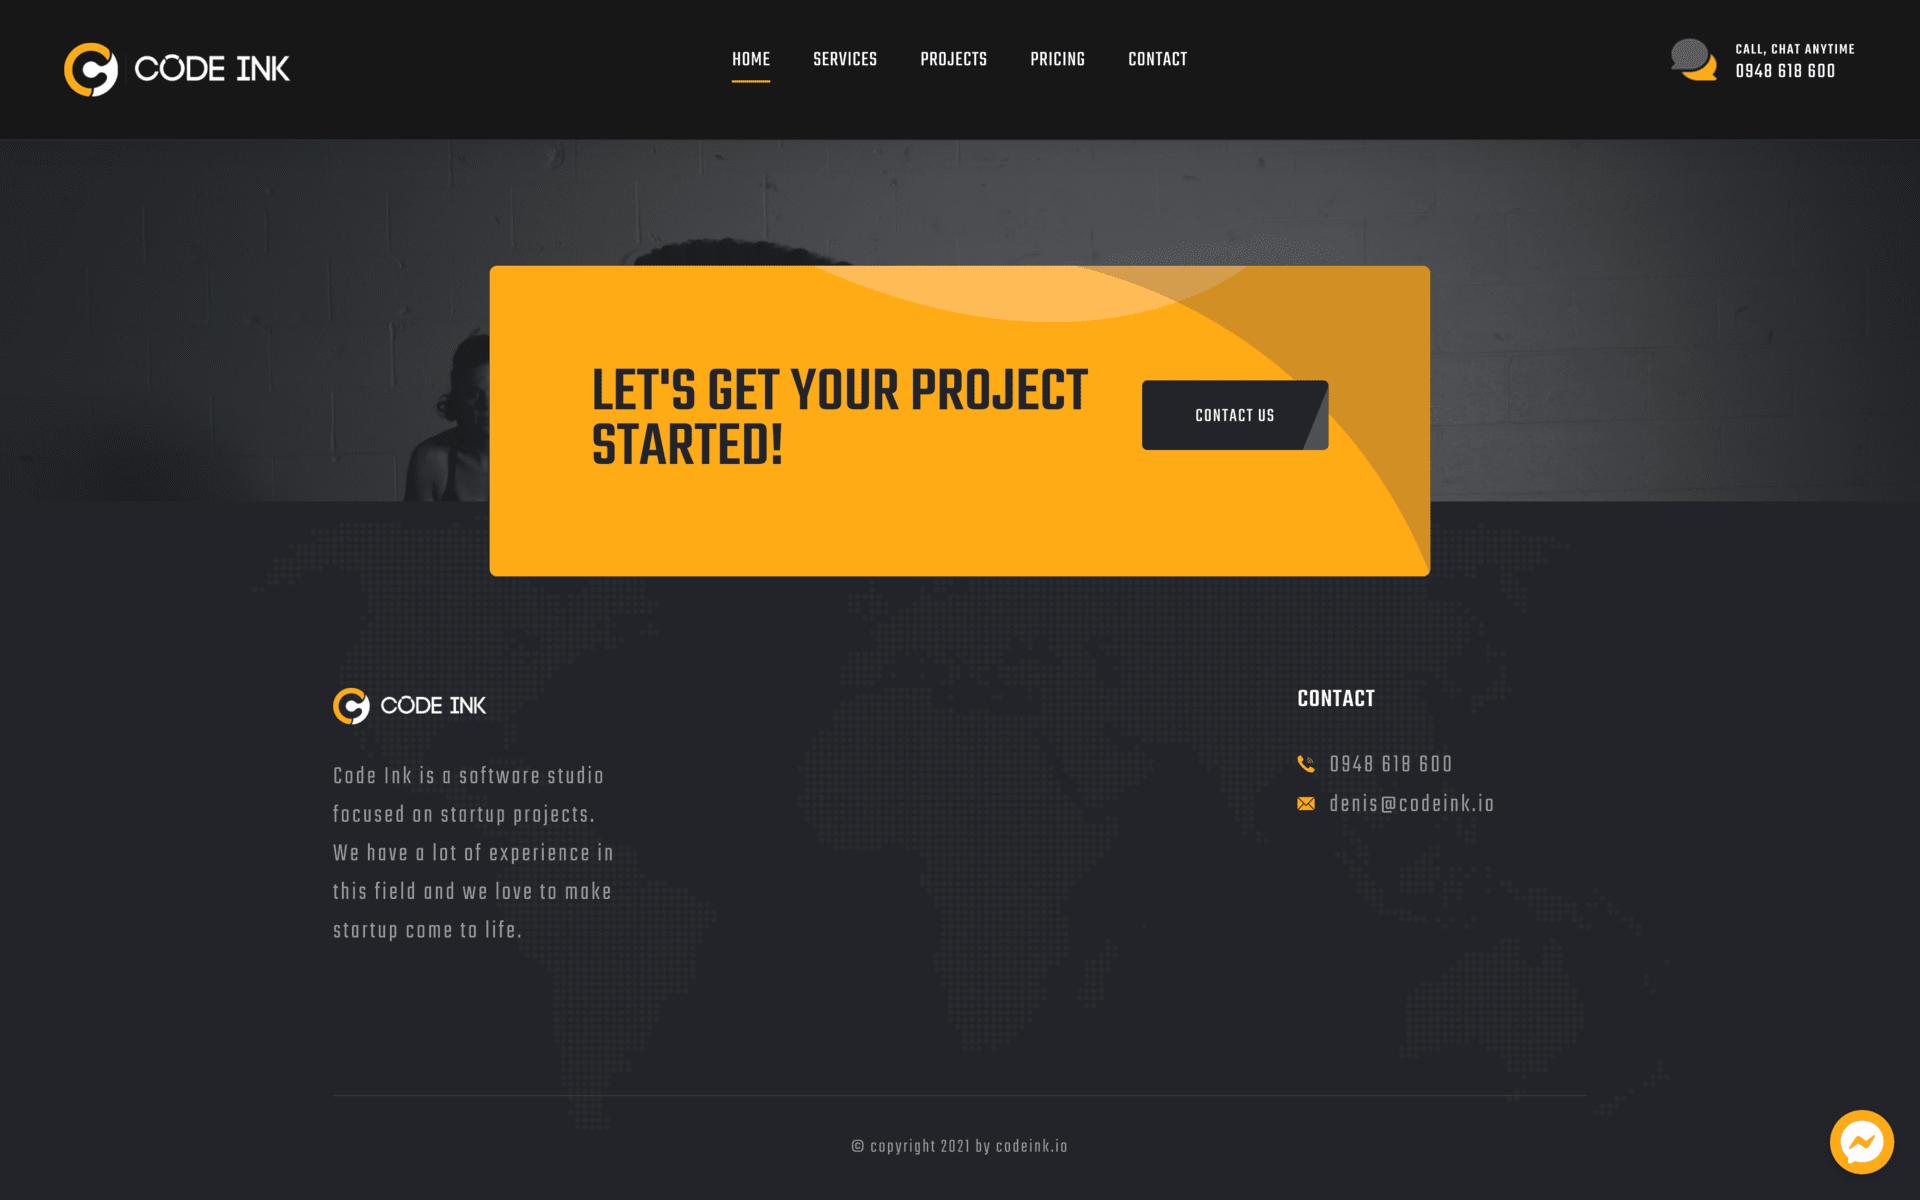 CODE INK
HOME
SERVICES
PROJECTS
PRICING
CONTACT
CALL, CHAT ANYTIME
0948 618 600
LET'S GET YOUR PROJECT
STARTED!
CONTACT US
CODE INK
Code Ink is a software studio
focused on startup projects.
We have a lot of experience in
this field and we love to make
startup come to life.
CONTACT
0948 618 600
denis@codeink.io
© copyright 2021 by codeink.io